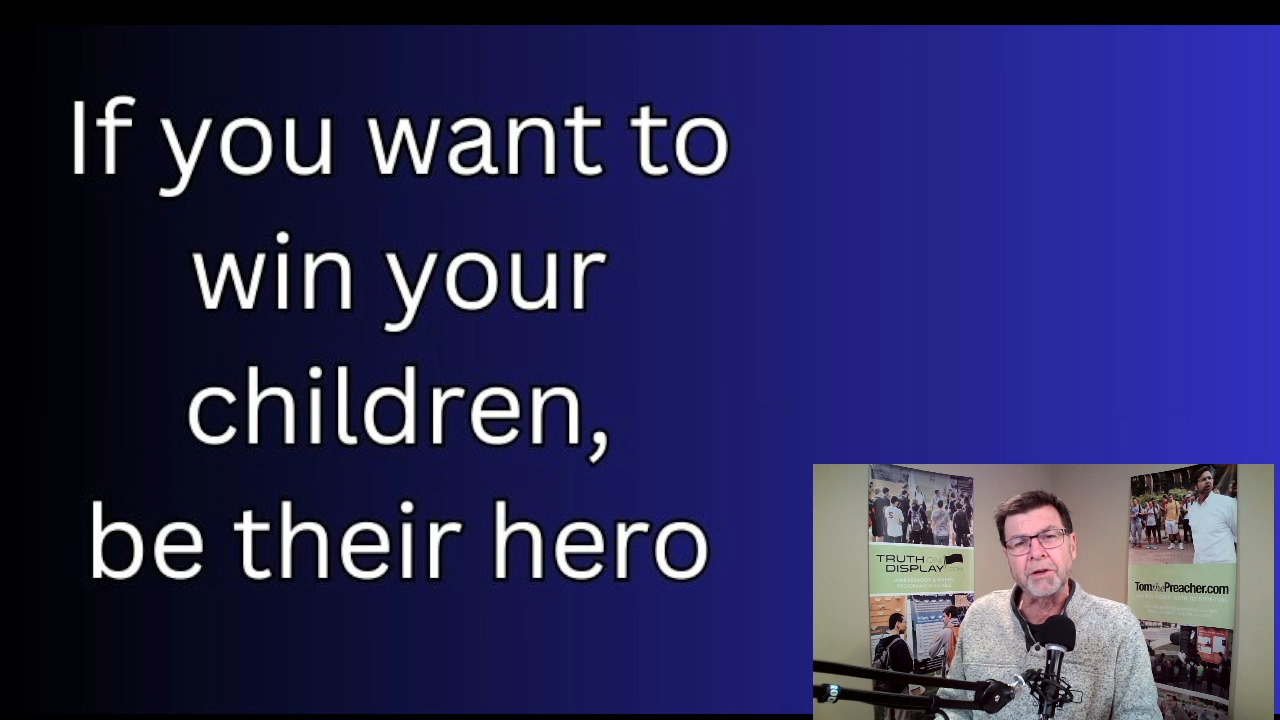 If you want to
win your
children,
be their hero
TRUTH ON
DISPLAY
TomthePreacher.com